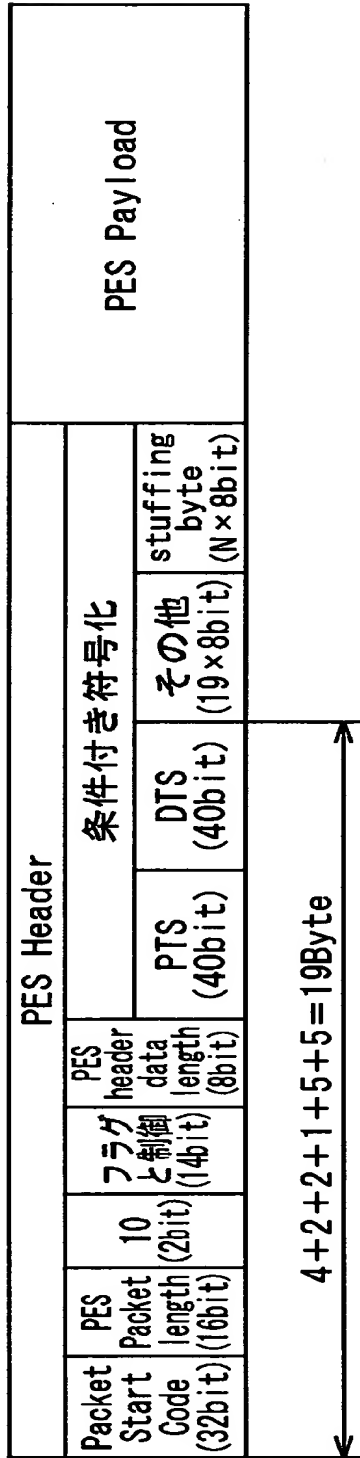 PES Header
PES Payload
Packet
Start
Code
(32bit)
PES
Packet
length
(16bit)
10
(2bit)
フラグ
と制御
(14bit)
PES
header
data
length
(8bit)
条件付き符号化
PTS
(40bit)
DTS
(40bit)
その他
(19×8bit)
stuffing
byte
(N×8bit)
4+2+2+1+5+5=19Byte